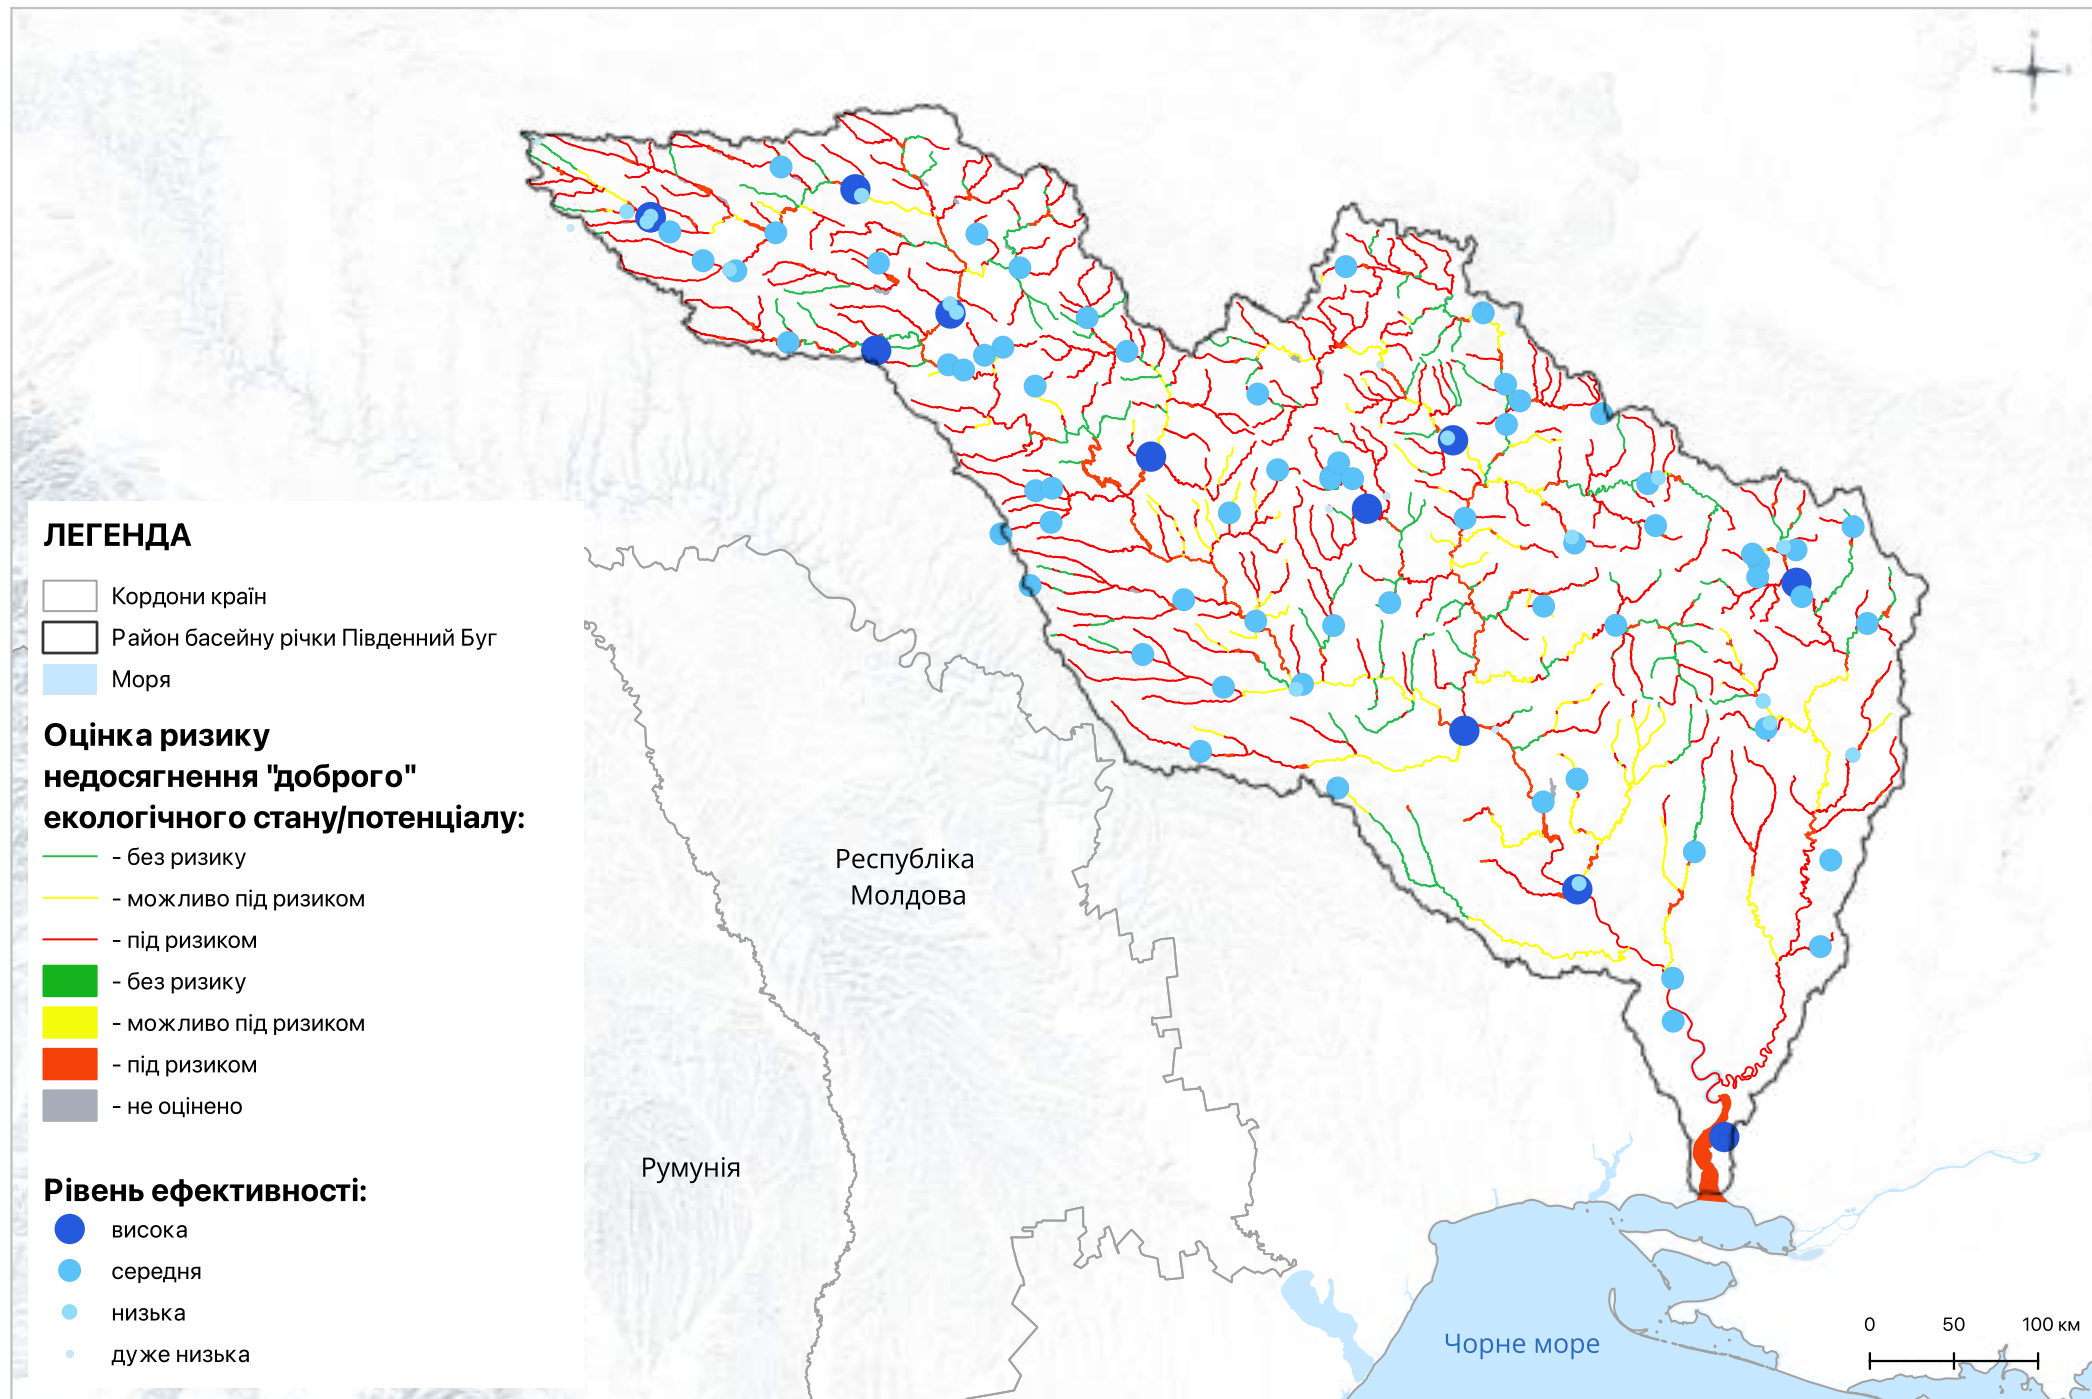 ЛЕГЕНДА
Кордони країн
Район басейну річки Південний Буг
Моря
Оцінка ризику
недосягнення "доброго"
екологічного стану/потенціалу:
- без ризику
- можливо під ризиком
- під ризиком
- без ризику
- можливо під ризиком
- під ризиком
- не оцінено
Рівень ефективності:
висока
середня
низька
дуже низька
Республіка
Молдова
Румунія
Чорне море
0 50 100 км